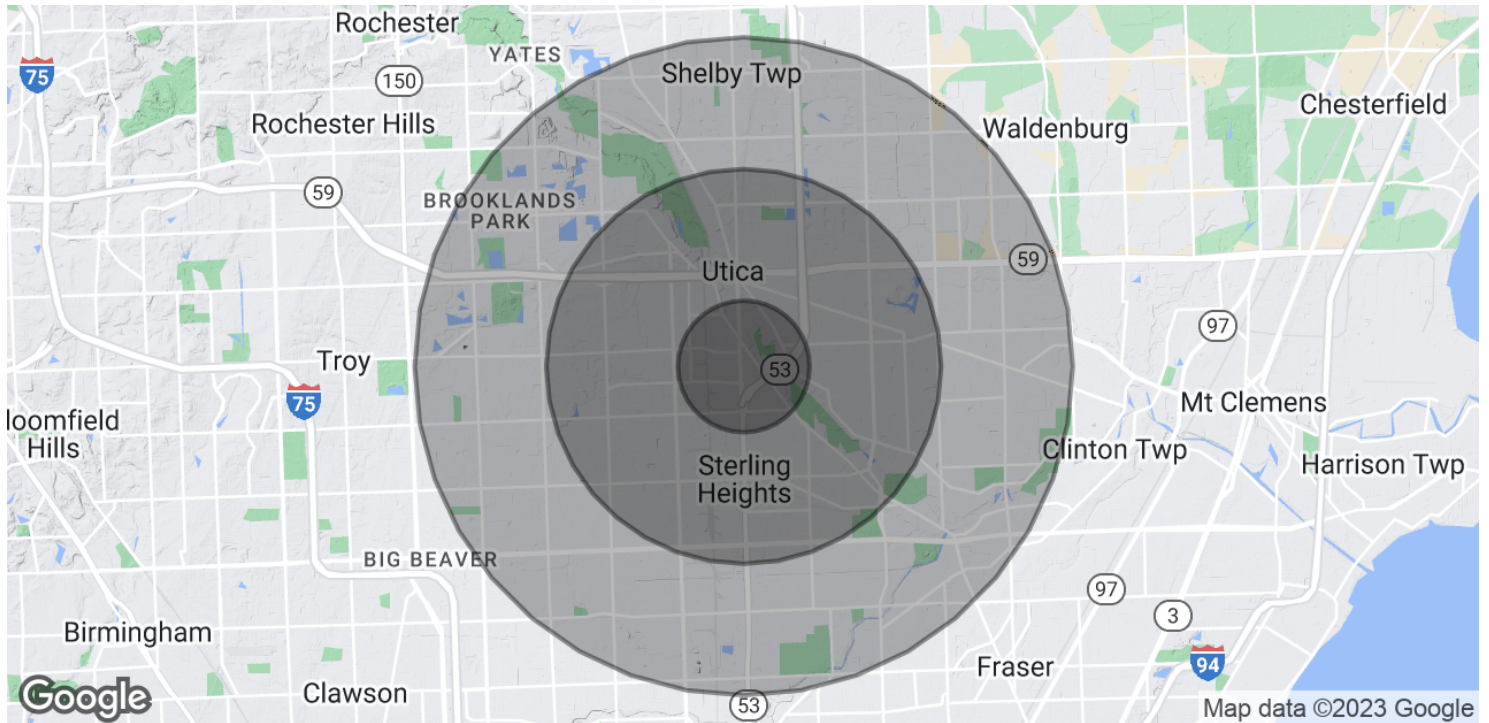 Rochester
YATES
75
150
Shelby Twp
Chesterfield
Rochester Hills
Waldenburg
59
BROOKLANDS
PARK
Utica
59
97
Troy
53
75
Mt Clemens
loomfield
Hills
Clinton Twp
Sterling
Heights
Harrison Twp
BIG BEAVER
97
3
Birmingham
Fraser
94
Clawson
Google
53
Map data ©2023 Google